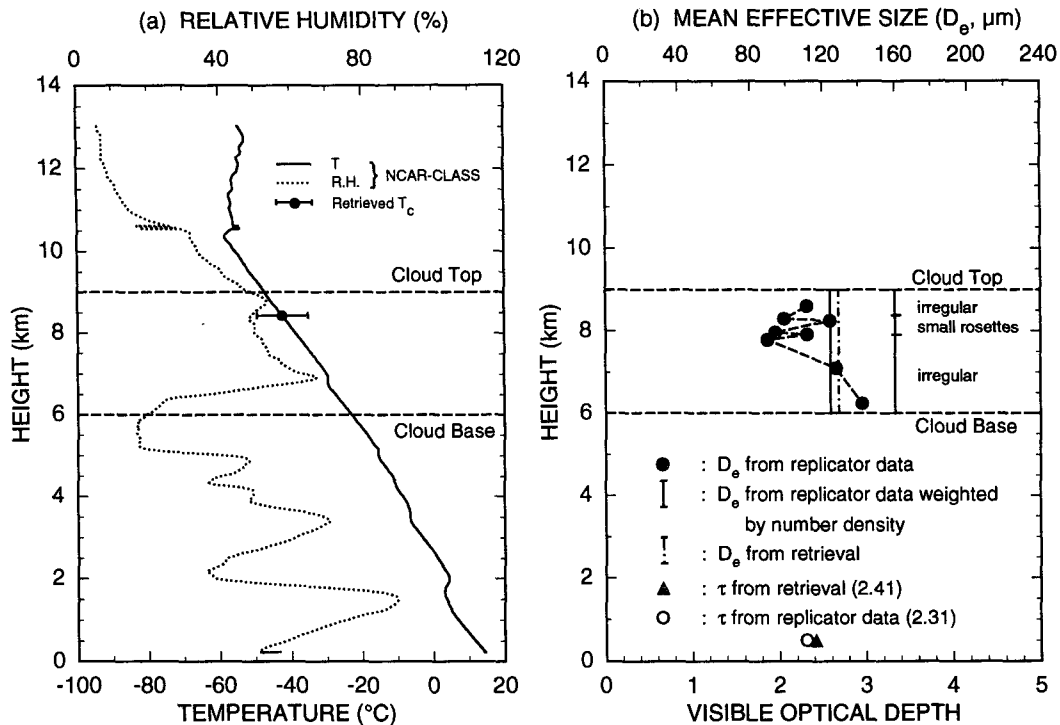 (a) RELATIVE HUMIDITY (%)
0 20 40 60 80 100 120
14
12
10
8
6
4
2
0
HEIGHT (km)
T
R.H.
} NCAR-CLASS
Retrieved T_c
Cloud Top
Cloud Base
-100 -80 -60 -40 -20 0 20
TEMPERATURE (°C)
(b) MEAN EFFECTIVE SIZE (D_e, µm)
0 40 80 120 160 200 240
14
12
10
8
6
4
2
0
HEIGHT (km)
Cloud Top
irregular
small rosettes
irregular
Cloud Base
: D_e from replicator data
: D_e from replicator data weighted
by number density
: D_e from retrieval
: τ from retrieval (2.41)
: τ from replicator data (2.31)
0 1 2 3 4 5
VISIBLE OPTICAL DEPTH